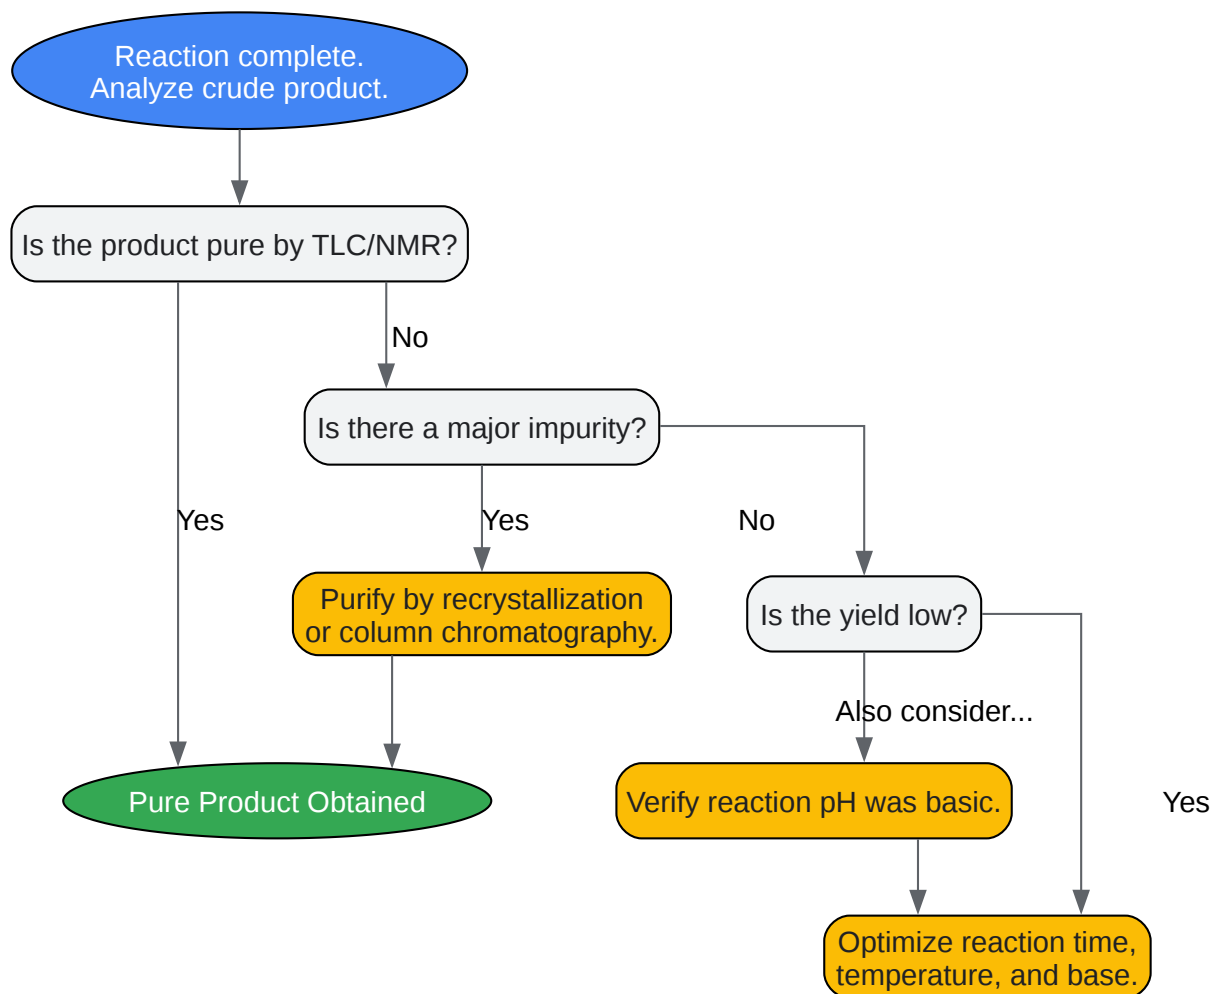 Reaction complete.
Analyze crude product.
Is the product pure by TLC/NMR?
No
Is there a major impurity?
Yes
Yes
No
Purify by recrystallization
or column chromatography.
Is the yield low?
Also consider...
Pure Product Obtained
Verify reaction pH was basic.
Yes
Optimize reaction time,
temperature, and base.